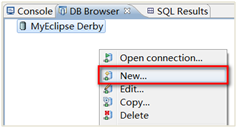 Console DB Browser SQL Results
MyEclipse Derby
Open connection...
New...
Edit...
Copy...
Delete